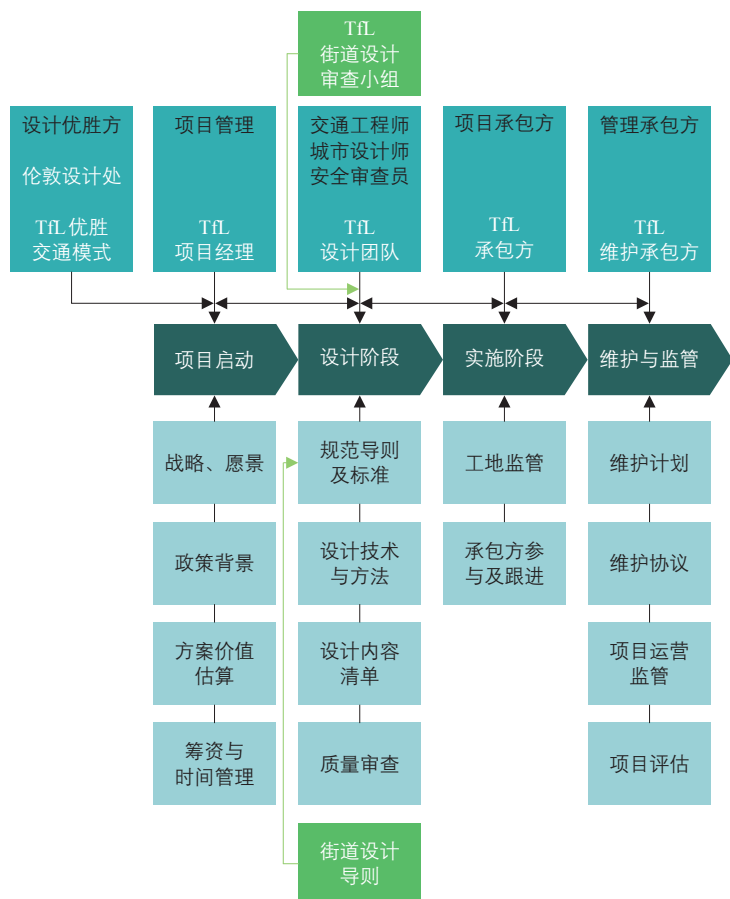 TfL
街道设计
审查小组
设计优胜方
伦敦设计处
TfL 优胜
交通模式
项目管理
TfL
项目经理
交通工程师
城市设计师
安全审查员
TfL
设计团队
项目承包方
TfL
承包方
管理承包方
TfL
维护承包方
项目启动
设计阶段
实施阶段
维护与监管
战略、愿景
政策背景
方案价值
估算
筹资与
时间管理
规范导则
及标准
设计技术
与方法
设计内容
清单
质量审查
工地监管
承包方参
与及跟进
维护计划
维护协议
项目运营
监管
项目评估
街道设计
导则